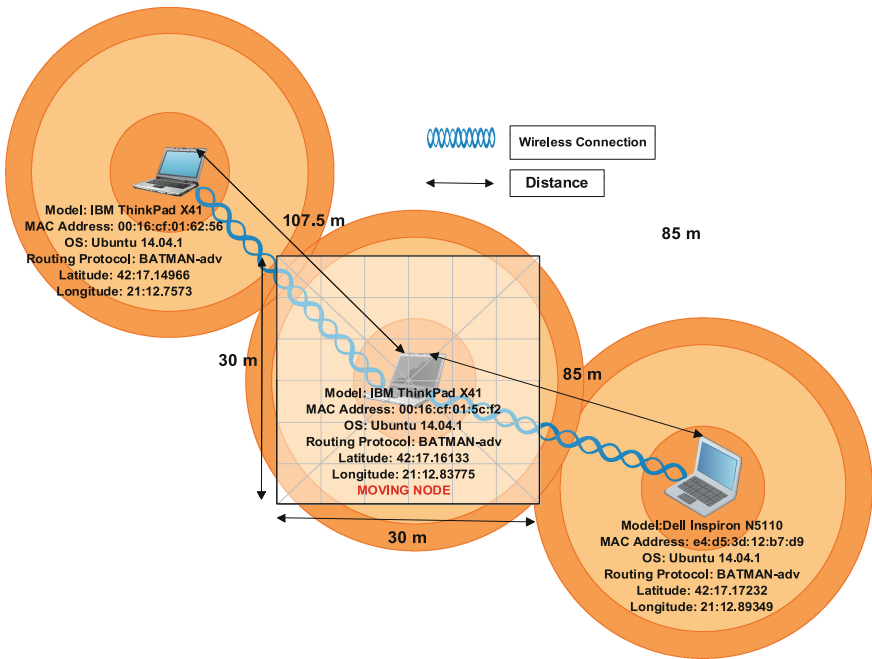 Wireless Connection
Distance
Model: IBM ThinkPad X41
MAC Address: 00:16:cf:01:62:56
OS: Ubuntu 14.04.1
Routing Protocol: BATMAN-adv
Latitude: 42:17.14966
Longitude: 21:12.7573
107.5 m
85 m
30 m
85 m
Model: IBM ThinkPad X41
MAC Address: 00:16:cf:01:5c:f2
OS: Ubuntu 14.04.1
Routing Protocol: BATMAN-adv
Latitude: 42:17.16133
Longitude: 21:12.83775
MOVING NODE
30 m
Model:Dell Inspiron N5110
MAC Address: e4:d5:3d:12:b7:d9
OS: Ubuntu 14.04.1
Routing Protocol: BATMAN-adv
Latitude: 42:17.17232
Longitude: 21:12.89349